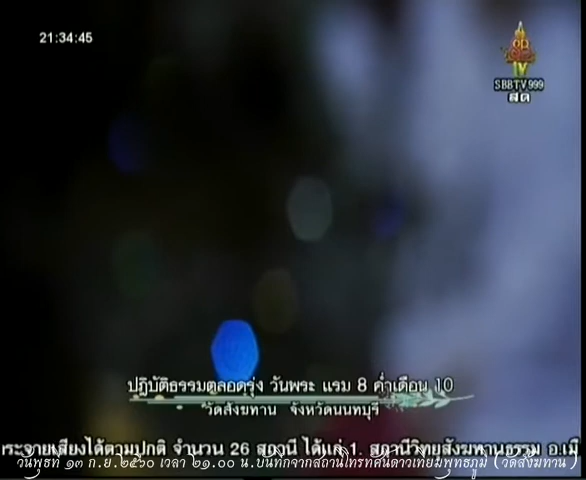 21:34:45
SBBTV999
สด
ปฏิบัติธรรมตลอดรุ่ง วันพระ แรม 8 ค่ำเดือน 10
วัดสังฆทาน จังหวัดนนทบุรี
ระจายเสียงได้ตามปกติ จำนวน 26 สถานี ได้แก่ 1. สถานีวิทยุสังฆทานธรรม อ.เมื
วันพุธที่ ๑๓ ก.ย.๒๕๖๐ เวลา ๒๑.๐๐ น.บันทึกจากสถานีโทรทัศน์ดาวเทียมพุทธภูมิ (วัดสังฆทาน)